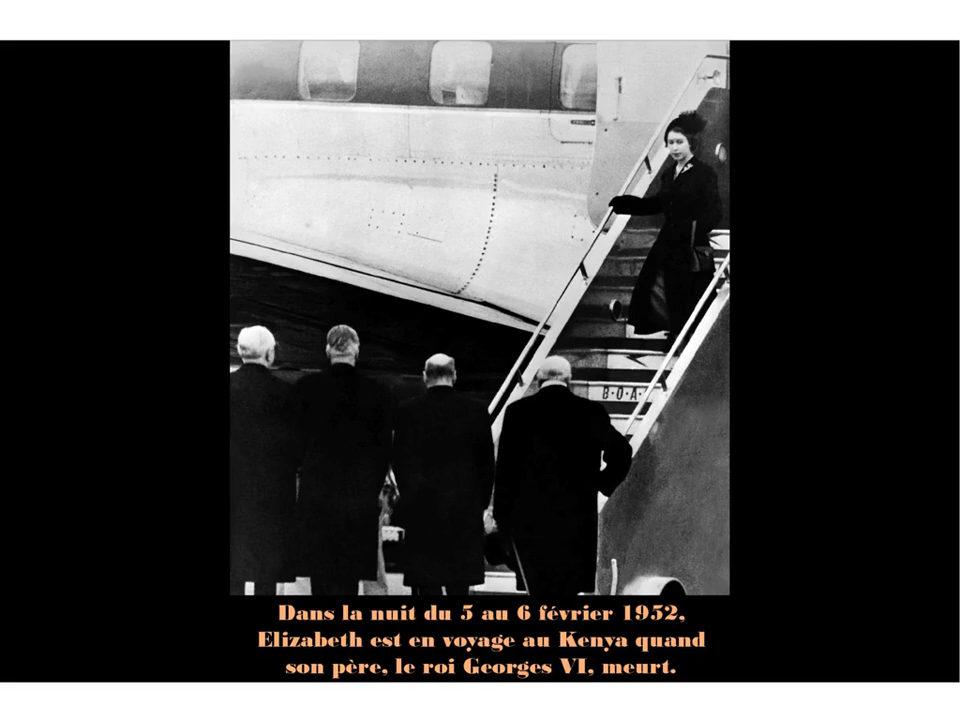 B·O·A·
Dans la nuit du 5 au 6 février 1952,
Elizabeth est en voyage au Kenya quand
son père, le roi Georges VI, meurt.